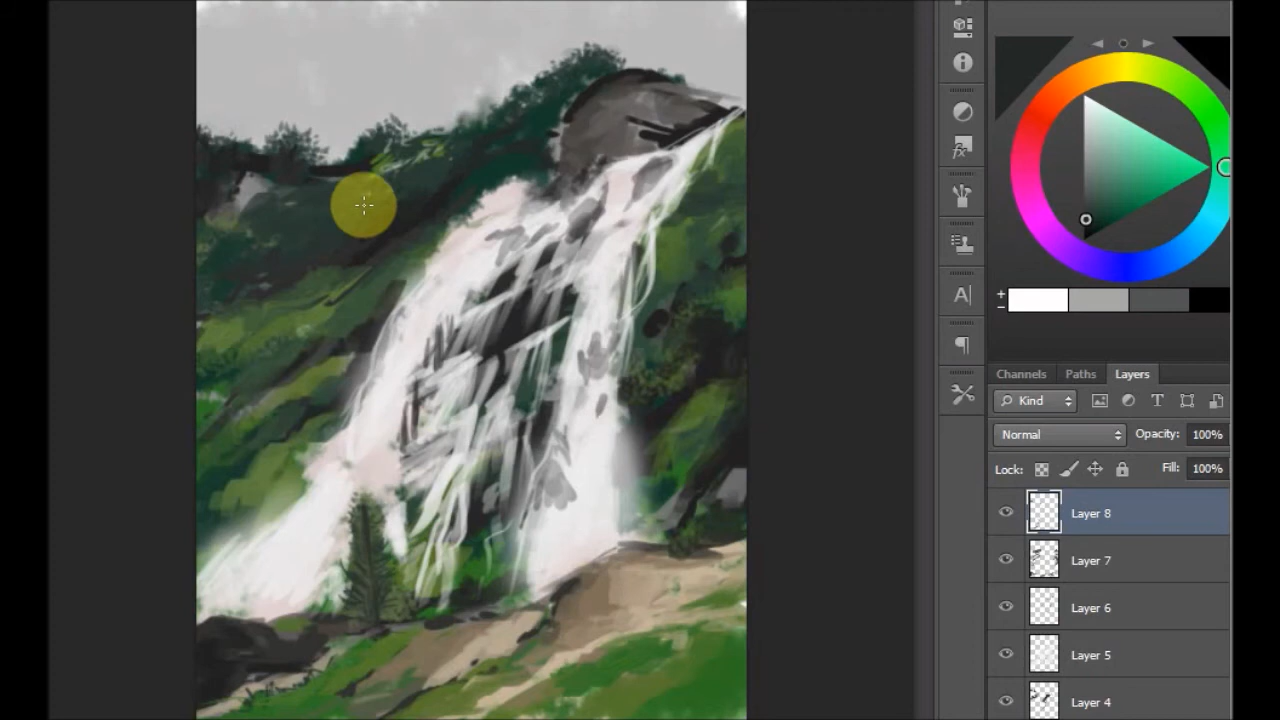 Channels Paths Layers
Kind
Normal Opacity: 100%
Lock: Fill: 100%
Layer 8
Layer 7
Layer 6
Layer 5
Layer 4